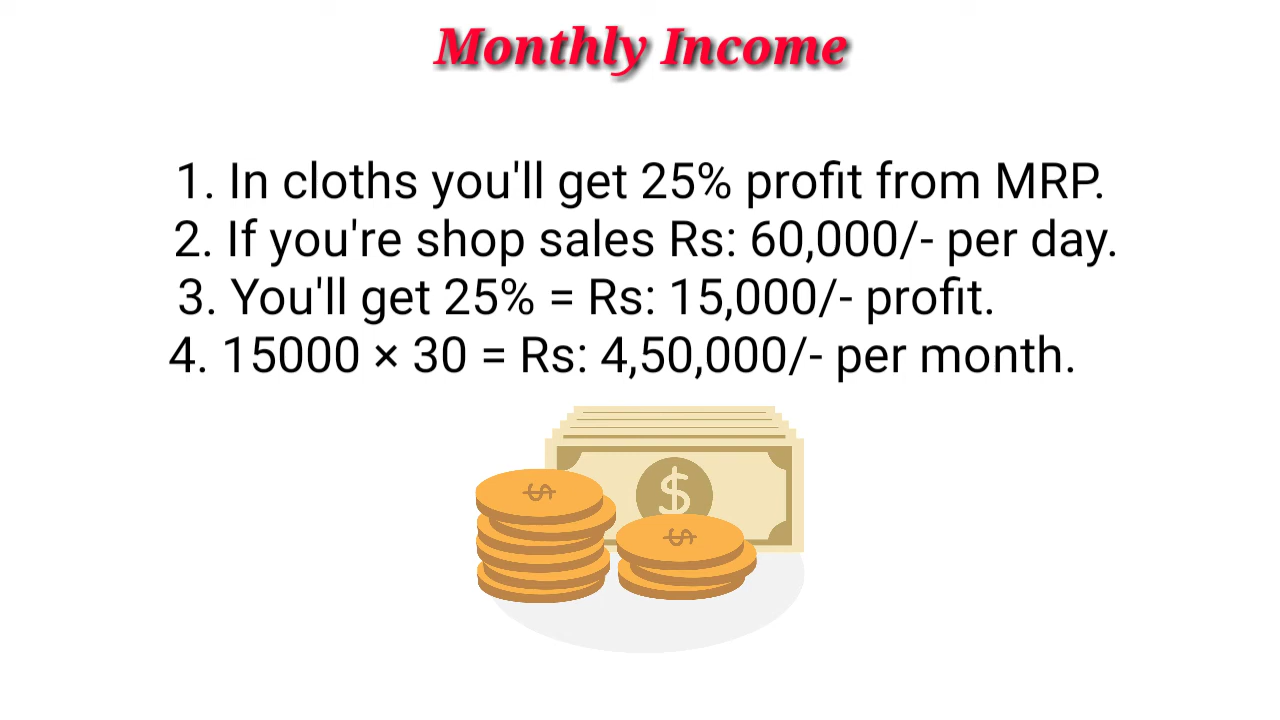 Monthly Income
1. In cloths you'll get 25% profit from MRP.
2. If you're shop sales Rs: 60,000/- per day.
3. You'll get 25% = Rs: 15,000/- profit.
4. 15000 × 30 = Rs: 4,50,000/- per month.
$
$
$